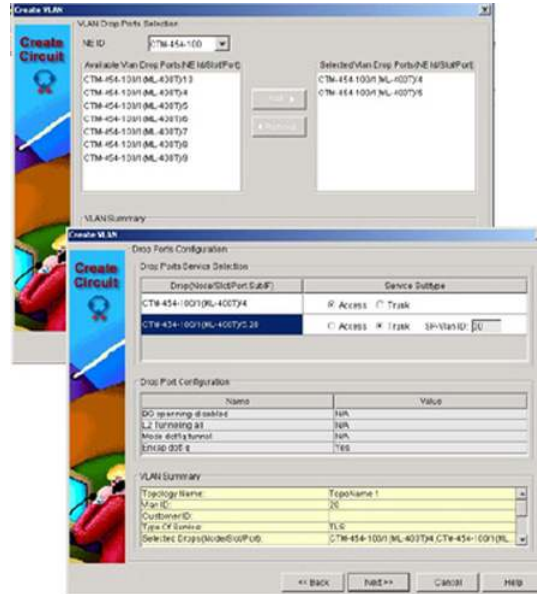 Create VLAN
VLAN Drop Ports Selection
Create Circuit
NE ID CTM-454-100
Available Vlan Drop Ports(NE Id/Slot/Port) Selected Vlan Drop Ports(NE Id/Slot/Port)
CTM-454-100/1(ML-400T)/10 CTM-454-100/1(ML-400T)/4
CTM-454-100/1(ML-400T)/4 CTM-454-100/1(ML-400T)/5
CTM-454-100/1(ML-400T)/5
CTM-454-100/1(ML-400T)/6
CTM-454-100/1(ML-400T)/7
CTM-454-100/1(ML-400T)/8
CTM-454-100/1(ML-400T)/9
Add
Remove
VLAN Summary
Create VLAN
Drop Ports Configuration
Create Circuit
Drop Ports Service Selection
Drop(Node/Slot/Port.SubIF) Service Subtype
CTM-454-100/1(ML-400T)/4 Access Trunk
CTM-454-100/1(ML-400T)/5.20 Access Trunk SP-Vlan ID: 20
Drop Port Configuration
Name Value
N/A
L2 Tunneling all N/A
Mode dot1q tunnel N/A
Encap dot1q Yes
VLAN Summary
Topology Name: TopoName 1
Vlan ID: 20
Customer ID:
Type Of Service: TLS
Selected Drops(Node/Slot/Port): CTM-454-100/1(ML-400T)/4,CTM-454-100/1(ML
<< Back Next >> Cancel Help